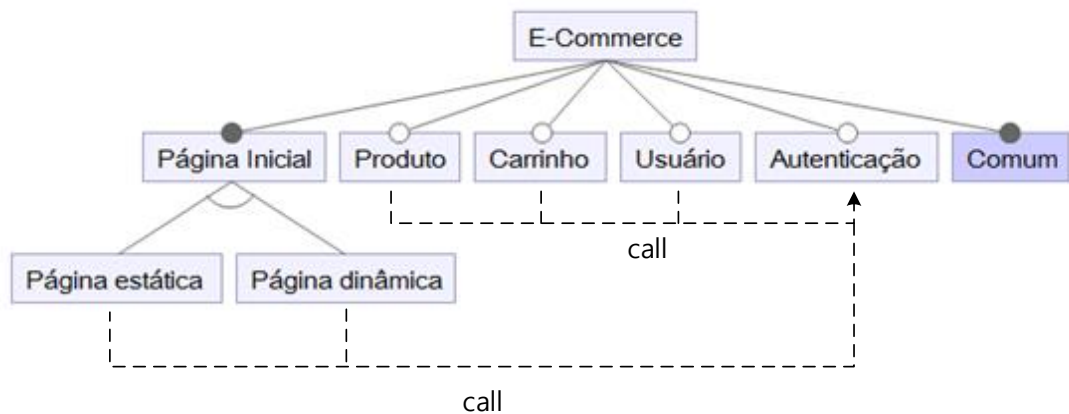 E-Commerce
Página Inicial
Produto
Carrinho
Usuário
Autenticação
Comum
call
Página estática
Página dinâmica
call